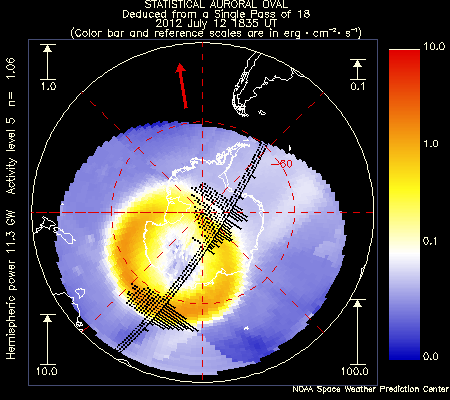 STATISTICAL AURORAL OVAL
Deduced from a Single Pass of 18
2012 July 12 1835 UT
(Color bar and reference scales are in erg·cm⁻²·s⁻¹)
1.0
0.1
10.0
1.0
0.1
0.0
-60
Hemispheric power 11.3 GW Activity level 5 n= 1.06
10.0
100.0
NOAA Space Weather Prediction Center